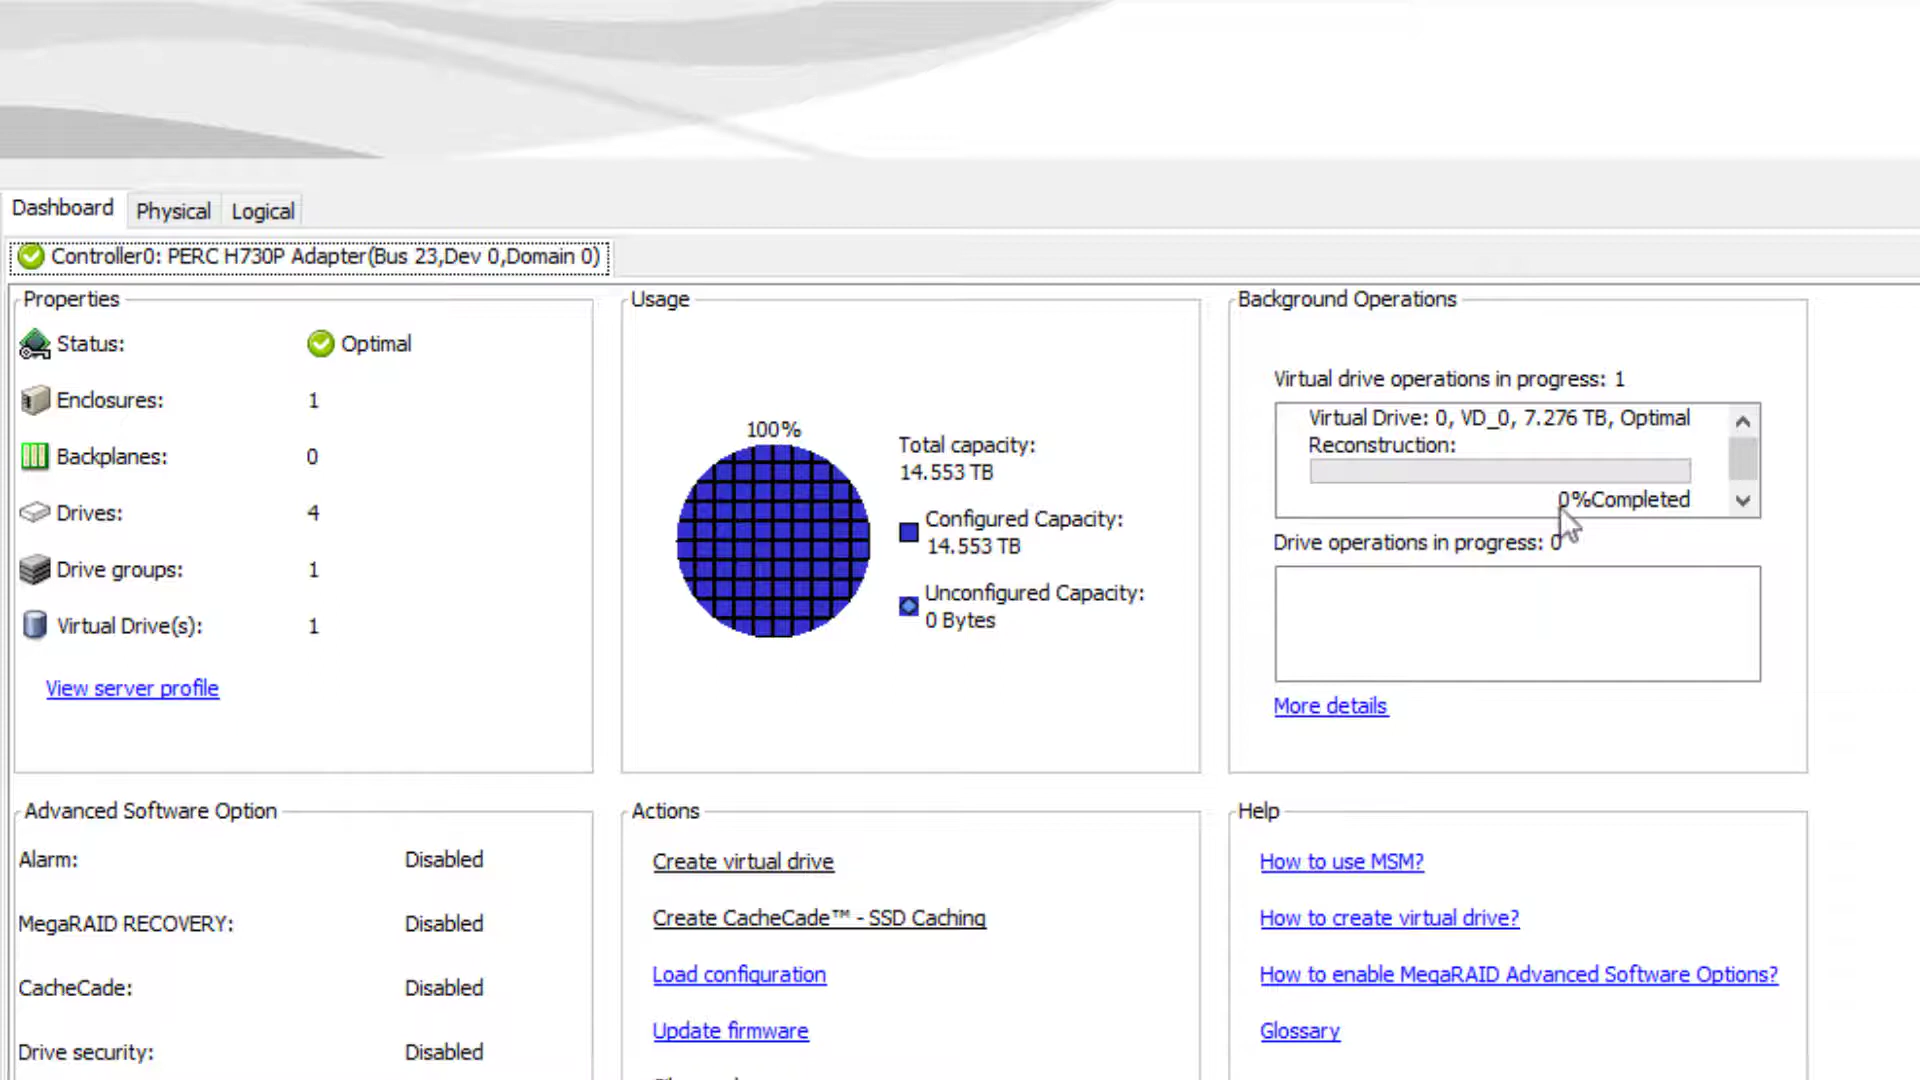 Dashboard
Physical
Logical
Controller0: PERC H730P Adapter(Bus 23,Dev 0,Domain 0)
Properties
Status: Optimal
Enclosures: 1
Backplanes: 0
Drives: 4
Drive groups: 1
Virtual Drive(s): 1
View server profile
Usage
100%
Total capacity:
14.553 TB
Configured Capacity:
14.553 TB
Unconfigured Capacity:
0 Bytes
Background Operations
Virtual drive operations in progress: 1
Virtual Drive: 0, VD_0, 7.276 TB, Optimal
Reconstruction:
0%Completed
Drive operations in progress: 0
More details
Advanced Software Option
Alarm: Disabled
MegaRAID RECOVERY: Disabled
CacheCade: Disabled
Drive security: Disabled
Actions
Create virtual drive
Create CacheCade™ - SSD Caching
Load configuration
Update firmware
Help
How to use MSM?
How to create virtual drive?
How to enable MegaRAID Advanced Software Options?
Glossary